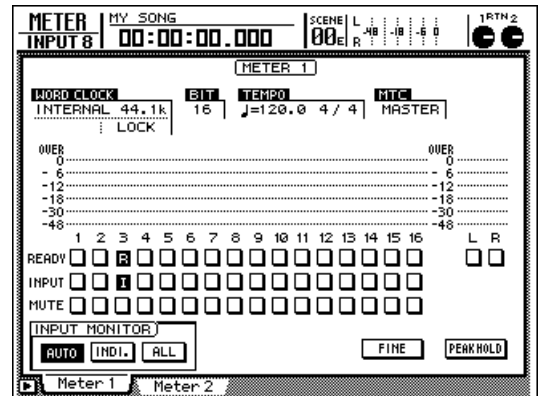 METER MY SONG SCENE L 1 RTN 2
INPUT 8 00:00:00.000 00E R -48 -18 -6 0
METER 1
WORD CLOCK BIT TEMPO MTC
INTERNAL 44.1k 16 ♩=120.0 4/4 MASTER
LOCK
OVER OVER
0 0
- 6 - 6
-12 -12
-18 -18
-30 -30
-48 -48
1 2 3 4 5 6 7 8 9 10 11 12 13 14 15 16 L R
READY R
INPUT I
MUTE
INPUT MONITOR
AUTO INDI. ALL FINE PEAK HOLD
Meter 1 Meter 2